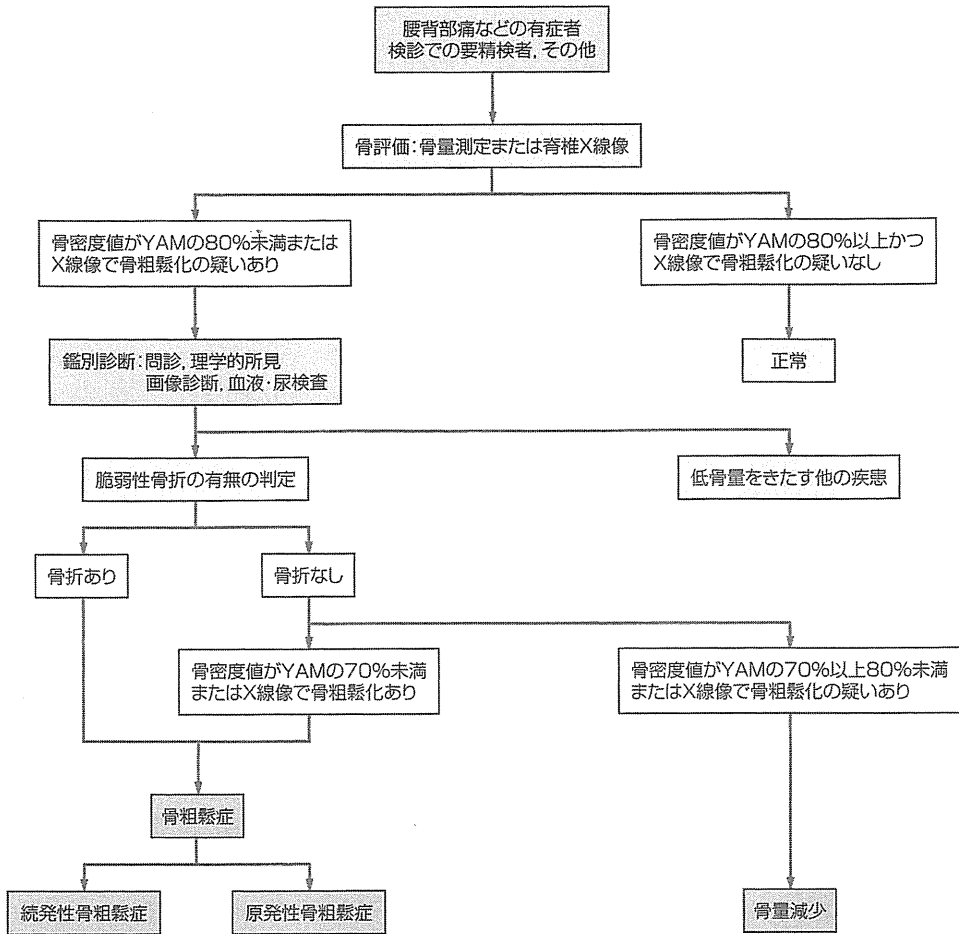 腰背部痛などの有症者
検診での要精検者，その他
骨評価：骨量測定または脊椎X線像
骨密度値がYAMの80％未満または
X線像で骨粗鬆化の疑いあり
骨密度値がYAMの80％以上かつ
X線像で骨粗鬆化の疑いなし
鑑別診断：問診，理学的所見
画像診断，血液・尿検査
正常
脆弱性骨折の有無の判定
低骨量をきたす他の疾患
骨折あり
骨折なし
骨密度値がYAMの70％未満
またはX線像で骨粗鬆化あり
骨密度値がYAMの70％以上80％未満
またはX線像で骨粗鬆化の疑いあり
骨粗鬆症
続発性骨粗鬆症
原発性骨粗鬆症
骨量減少